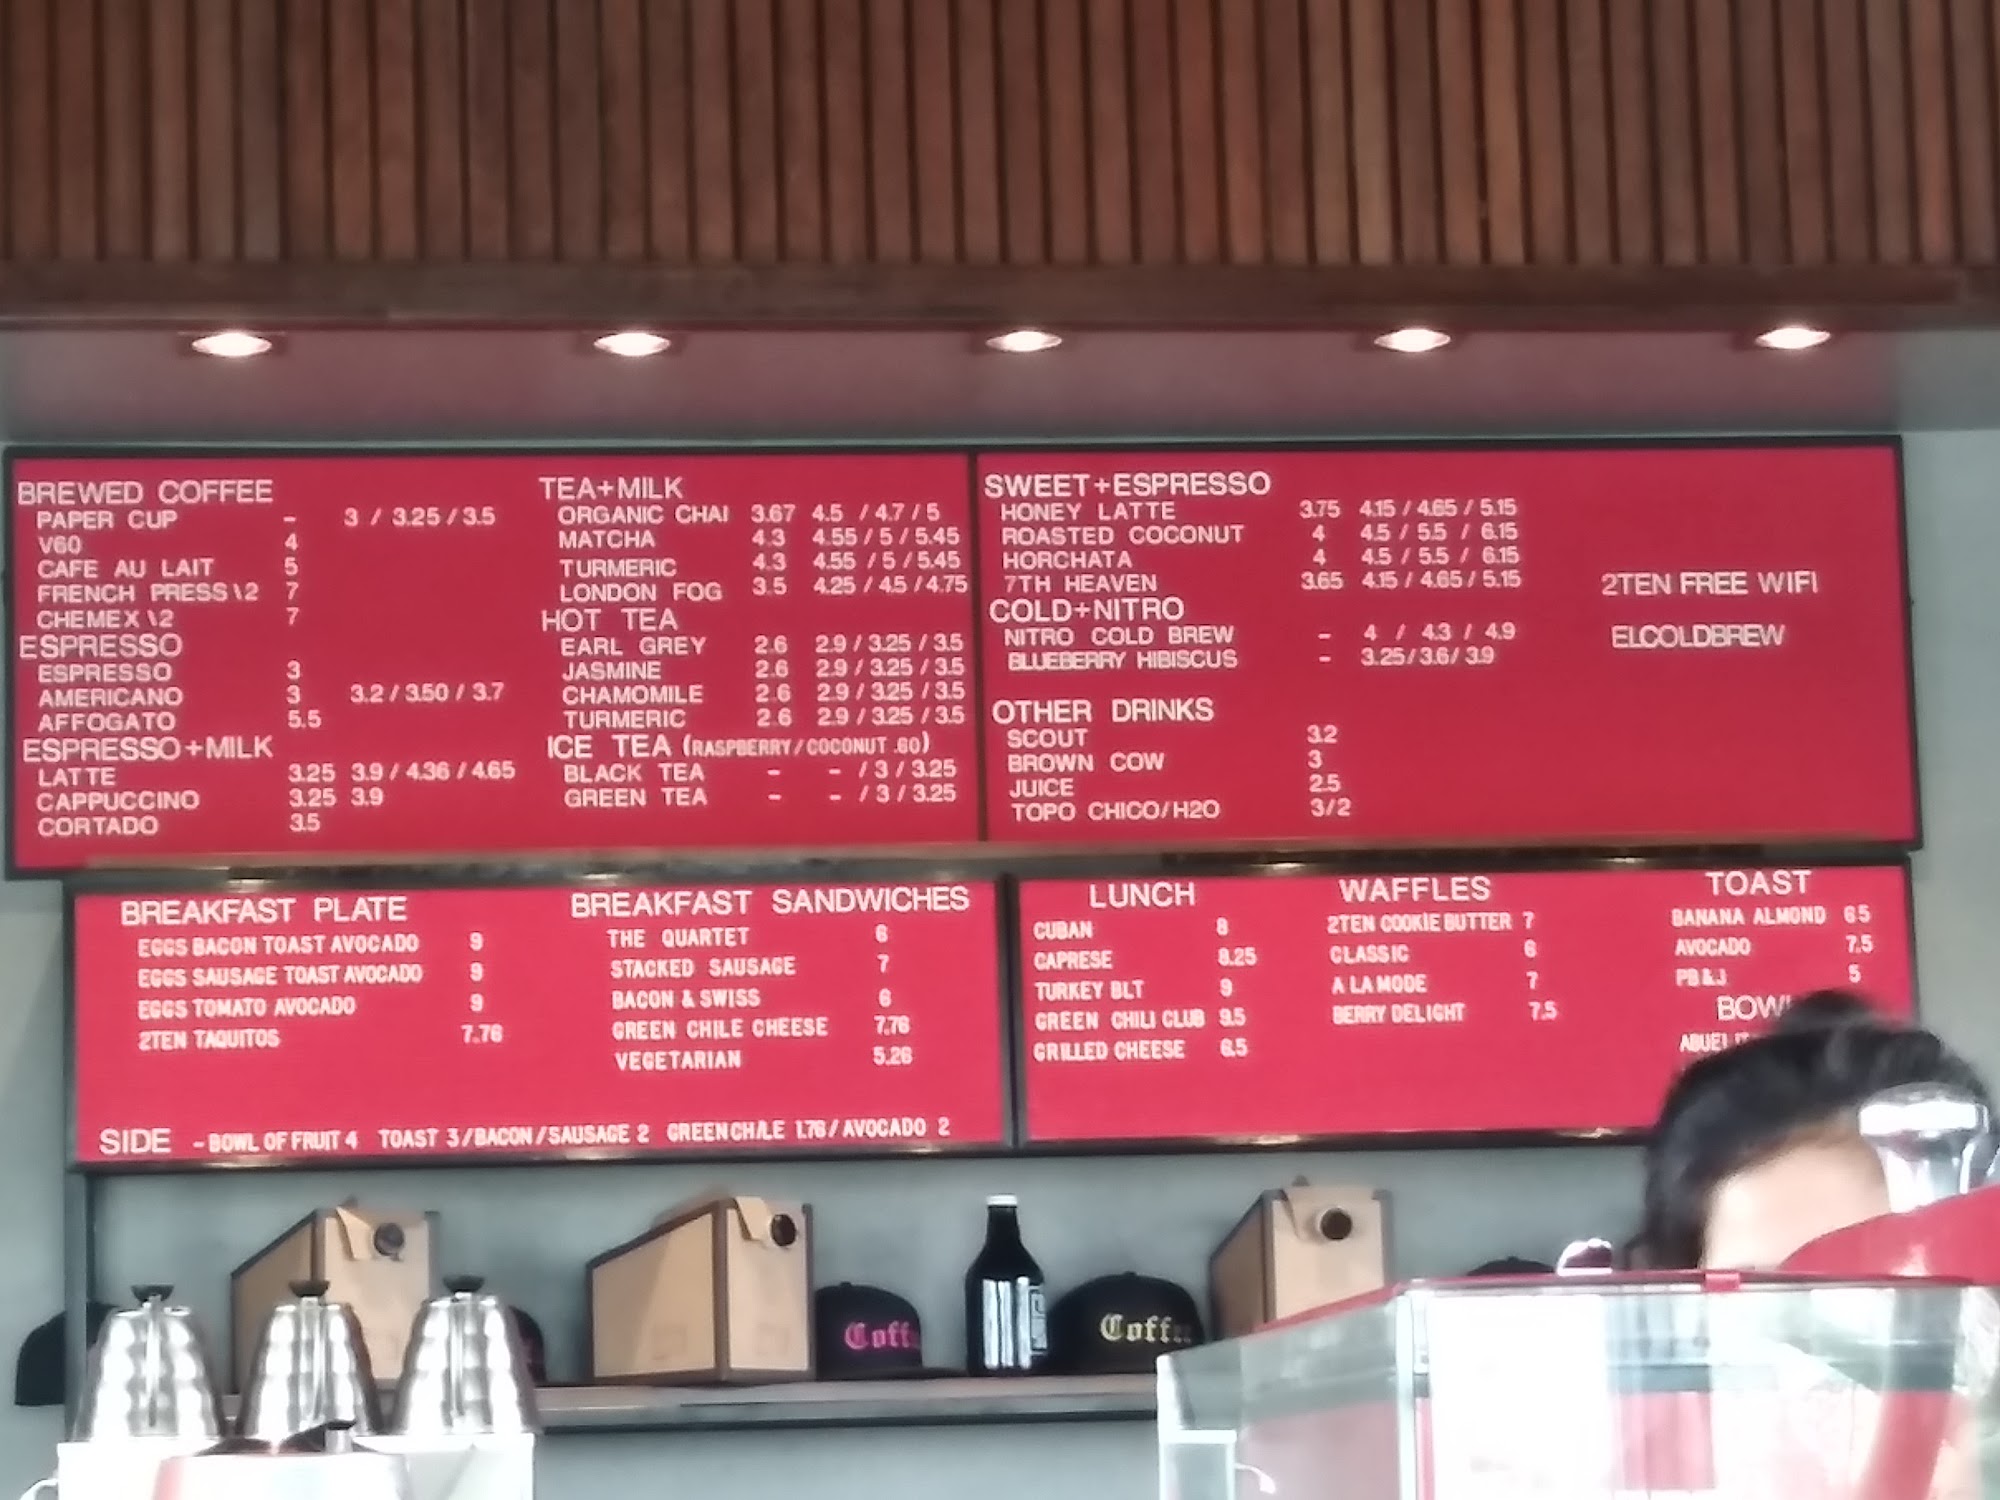 BREWED COFFEE
PAPER CUP - 3 / 3.25 / 3.5
V60 4
CAFE AU LAIT 5
FRENCH PRESS \2 7
CHEMEX \2 7
ESPRESSO
ESPRESSO 3
AMERICANO 3 3.2 / 3.50 / 3.7
AFFOGATO 5.5
ESPRESSO+MILK
LATTE 3.25 3.9 / 4.36 / 4.65
CAPPUCCINO 3.25 3.9
CORTADO 3.5
TEA+MILK
ORGANIC CHAI 3.67 4.5 / 4.7 / 5
MATCHA 4.3 4.55 / 5 / 5.45
TURMERIC 4.3 4.55 / 5 / 5.45
LONDON FOG 3.5 4.25 / 4.5 / 4.75
HOT TEA
EARL GREY 2.6 2.9 / 3.25 / 3.5
JASMINE 2.6 2.9 / 3.25 / 3.5
CHAMOMILE 2.6 2.9 / 3.25 / 3.5
TURMERIC 2.6 2.9 / 3.25 / 3.5
ICE TEA (RASPBERRY/COCONUT .60)
BLACK TEA - - / 3 / 3.25
GREEN TEA - - / 3 / 3.25
SWEET+ESPRESSO
HONEY LATTE 3.75 4.15 / 4.65 / 5.15
ROASTED COCONUT 4 4.5 / 5.5 / 6.15
HORCHATA 4 4.5 / 5.5 / 6.15
7TH HEAVEN 3.65 4.15 / 4.65 / 5.15
COLD+NITRO
NITRO COLD BREW - 4 / 4.3 / 4.9
BLUEBERRY HIBISCUS - 3.25/3.6/3.9
OTHER DRINKS
SCOUT 3.2
BROWN COW 3
JUICE 2.5
TOPO CHICO/H2O 3/2
2TEN FREE WIFI
ELCOLDBREW
BREAKFAST PLATE
EGGS BACON TOAST AVOCADO 9
EGGS SAUSAGE TOAST AVOCADO 9
EGGS TOMATO AVOCADO 9
2TEN TAQUITOS 7.76
BREAKFAST SANDWICHES
THE QUARTET 6
STACKED SAUSAGE 7
BACON & SWISS 6
GREEN CHILE CHEESE 7.76
VEGETARIAN 5.26
SIDE - BOWL OF FRUIT 4 TOAST 3/BACON/SAUSAGE 2 GREEN CHILE 1.76/AVOCADO 2
LUNCH
CUBAN 8
CAPRESE 8.25
TURKEY BLT 9
GREEN CHILI CLUB 9.5
GRILLED CHEESE 6.5
WAFFLES
2TEN COOKIE BUTTER 7
CLASSIC 6
A LA MODE 7
BERRY DELIGHT 7.5
TOAST
BANANA ALMOND 6.5
AVOCADO 7.5
PB&J 5
BOWL
Coffe
Coffe